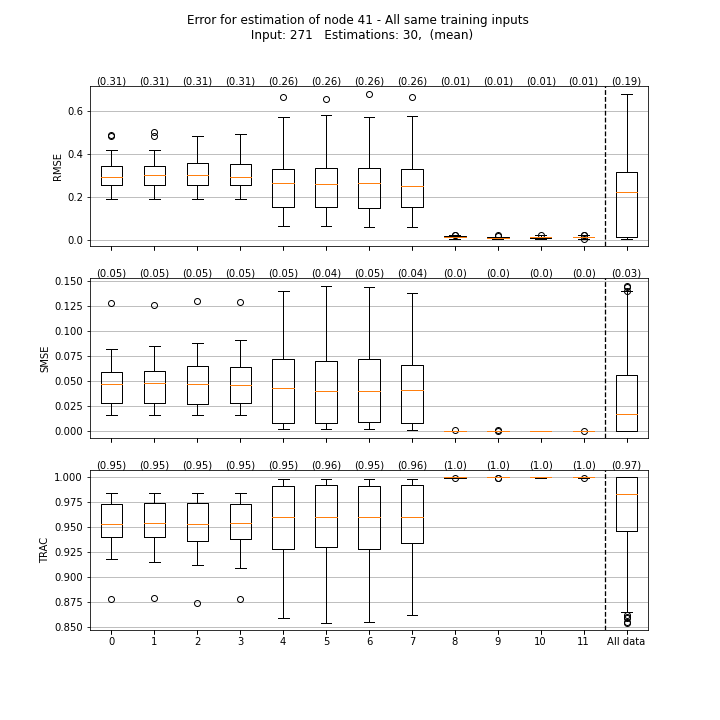 Error for estimation of node 41 - All same training inputs
Input: 271 Estimations: 30, (mean)
(0.31) (0.31) (0.31) (0.31) (0.26) (0.26) (0.26) (0.26) (0.01) (0.01) (0.01) (0.01) (0.19)
0.6
0.4
0.2
0.0
RMSE
(0.05) (0.05) (0.05) (0.05) (0.05) (0.04) (0.05) (0.04) (0.0) (0.0) (0.0) (0.0) (0.03)
0.150
0.125
0.100
0.075
0.050
0.025
0.000
SMSE
(0.95) (0.95) (0.95) (0.95) (0.95) (0.96) (0.95) (0.96) (1.0) (1.0) (1.0) (1.0) (0.97)
1.000
0.975
0.950
0.925
0.900
0.875
0.850
TRAC
0 1 2 3 4 5 6 7 8 9 10 11 All data